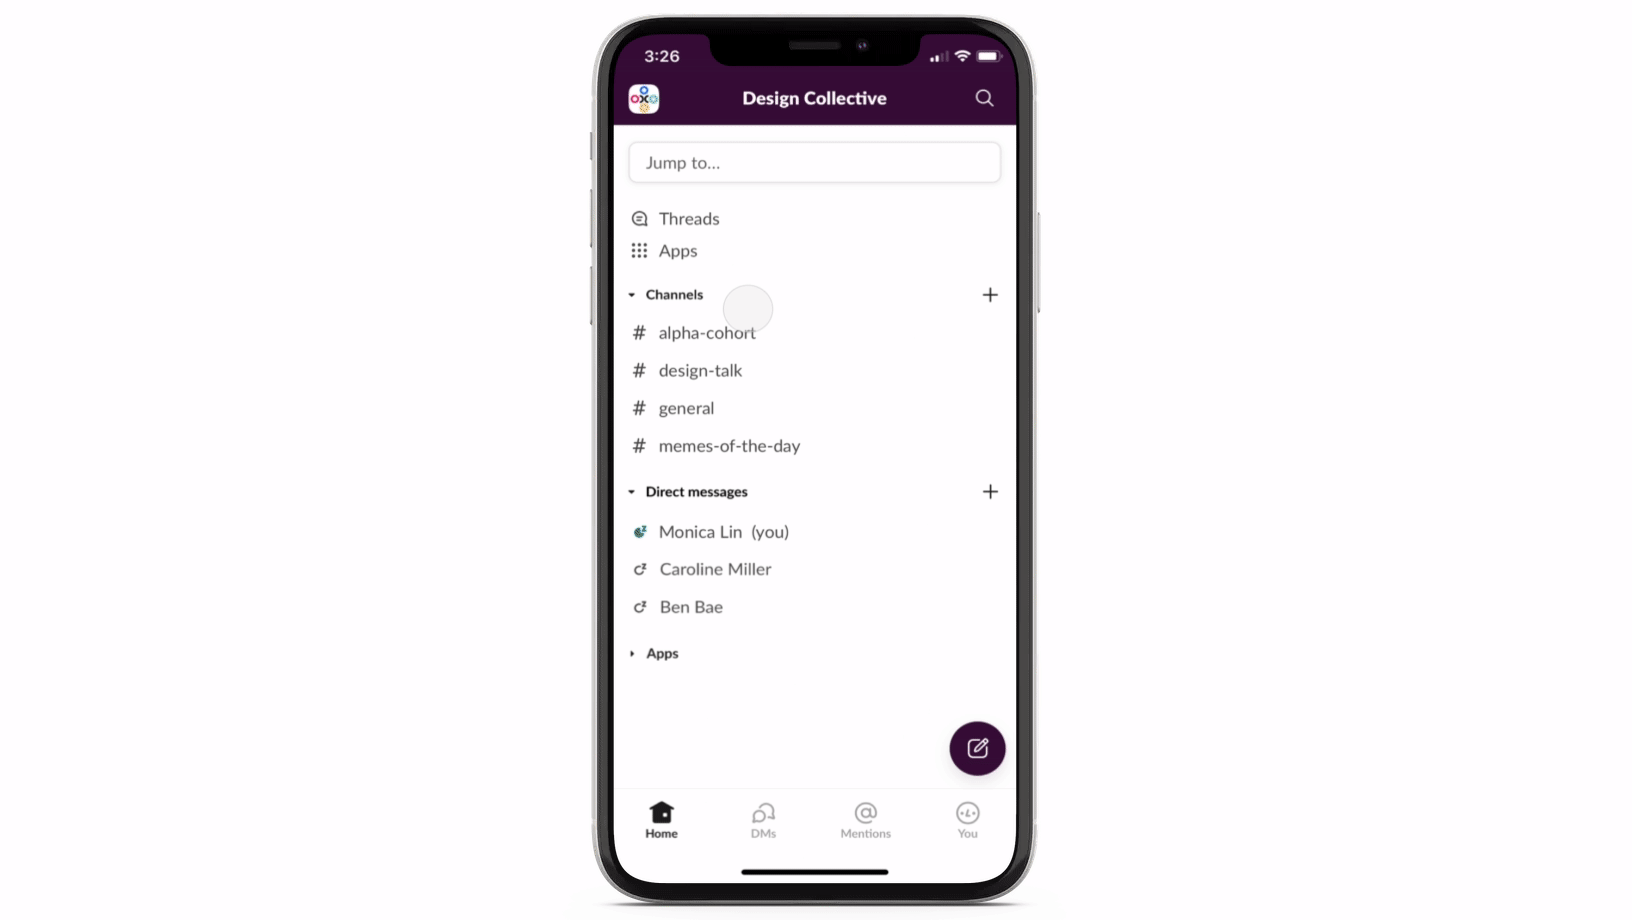 3:26
Design Collective
Jump to...
Threads
Apps
Channels
# alpha-cohort
# design-talk
# general
# memes-of-the-day
Direct messages
Monica Lin (you)
Caroline Miller
Ben Bae
Apps
Home DMs Mentions You